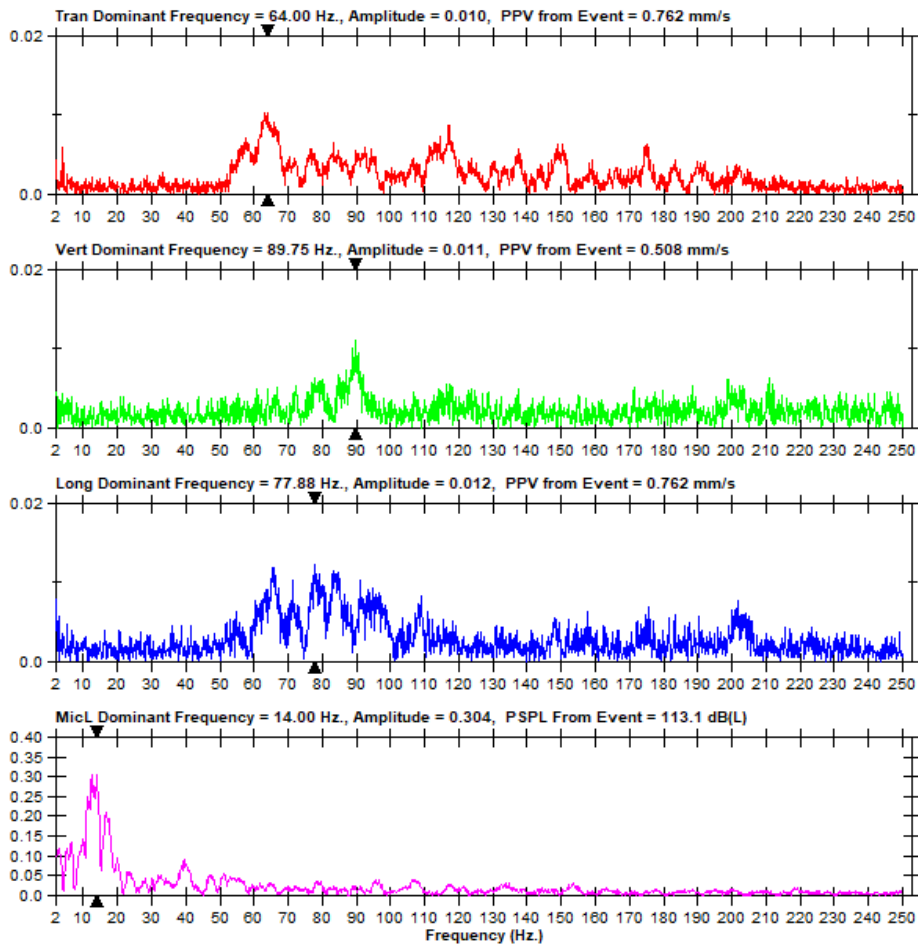 Tran Dominant Frequency = 64.00 Hz., Amplitude = 0.010, PPV from Event = 0.762 mm/s
0.02
0.0
2 10 20 30 40 50 60 70 80 90 100 110 120 130 140 150 160 170 180 190 200 210 220 230 240 250
Vert Dominant Frequency = 89.75 Hz., Amplitude = 0.011, PPV from Event = 0.508 mm/s
0.02
0.0
2 10 20 30 40 50 60 70 80 90 100 110 120 130 140 150 160 170 180 190 200 210 220 230 240 250
Long Dominant Frequency = 77.88 Hz., Amplitude = 0.012, PPV from Event = 0.762 mm/s
0.02
0.0
2 10 20 30 40 50 60 70 80 90 100 110 120 130 140 150 160 170 180 190 200 210 220 230 240 250
MicL Dominant Frequency = 14.00 Hz., Amplitude = 0.304, PSPL From Event = 113.1 dB(L)
0.40
0.35
0.30
0.25
0.20
0.15
0.10
0.05
0.0
2 10 20 30 40 50 60 70 80 90 100 110 120 130 140 150 160 170 180 190 200 210 220 230 240 250
Frequency (Hz.)